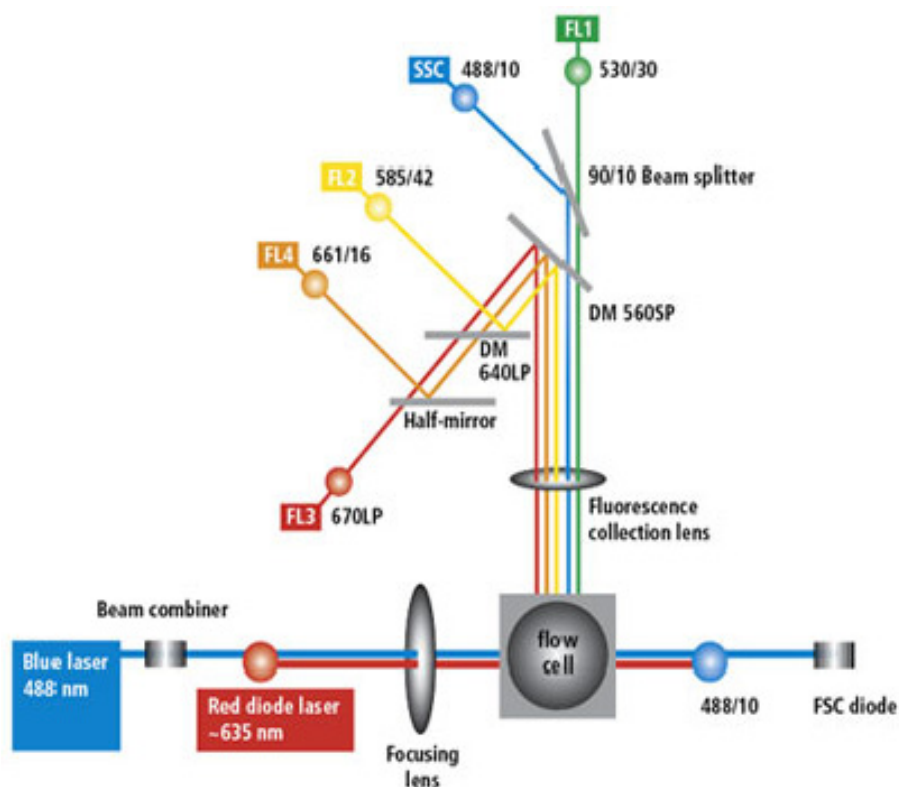 FL1
530/30
SSC
488/10
90/10 Beam splitter
FL2
585/42
FL4
661/16
DM 560SP
DM
640LP
Half-mirror
FL3
670LP
Fluorescence
collection lens
Beam combiner
Blue laser
488: nm
Red diode laser
~635 nm
Focusing
lens
flow
cell
488/10
FSC diode